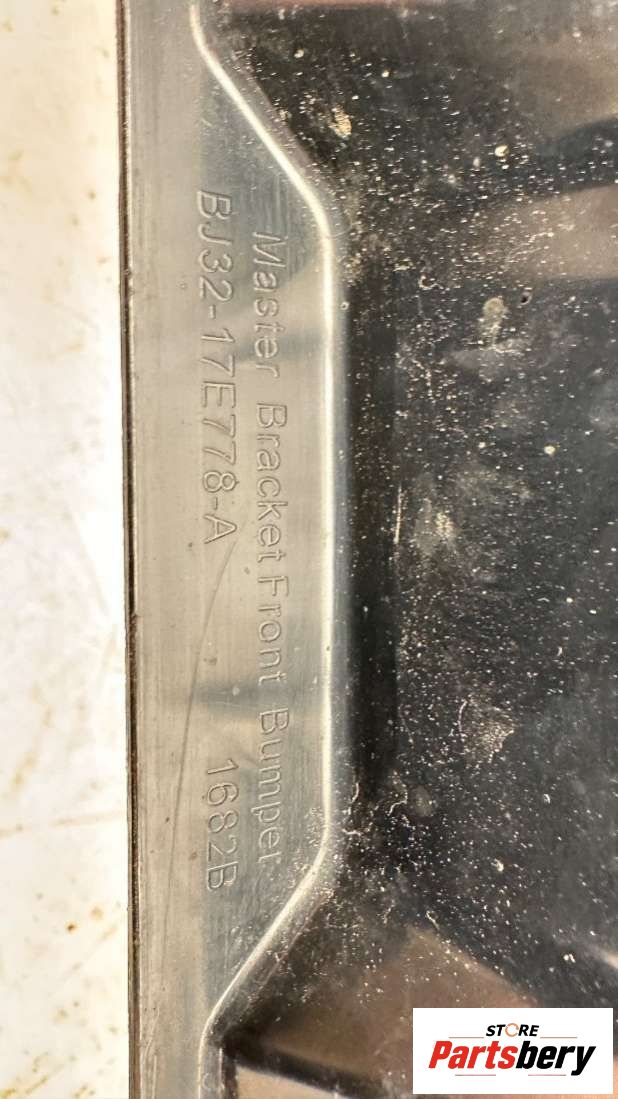 Master Bracket Front Bumper
BJ32-17E778-A 1682B
STORE
Partsbery